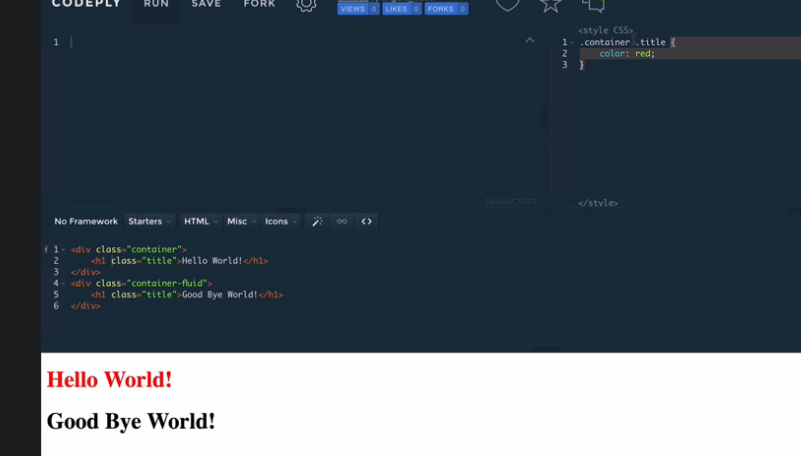 CODEPLY RUN SAVE FORK
VIEWS 0 LIKES 0 FORKS 0
<style CSS>
1 .container .title {
2 color: red;
3 }
</style>
1
JAVASCRIPT
No Framework Starters HTML Misc Icons
1 <div class="container">
2 <h1 class="title">Hello World!</h1>
3 </div>
4 <div class="container-fluid">
5 <h1 class="title">Good Bye World!</h1>
6 </div>
Hello World!
Good Bye World!